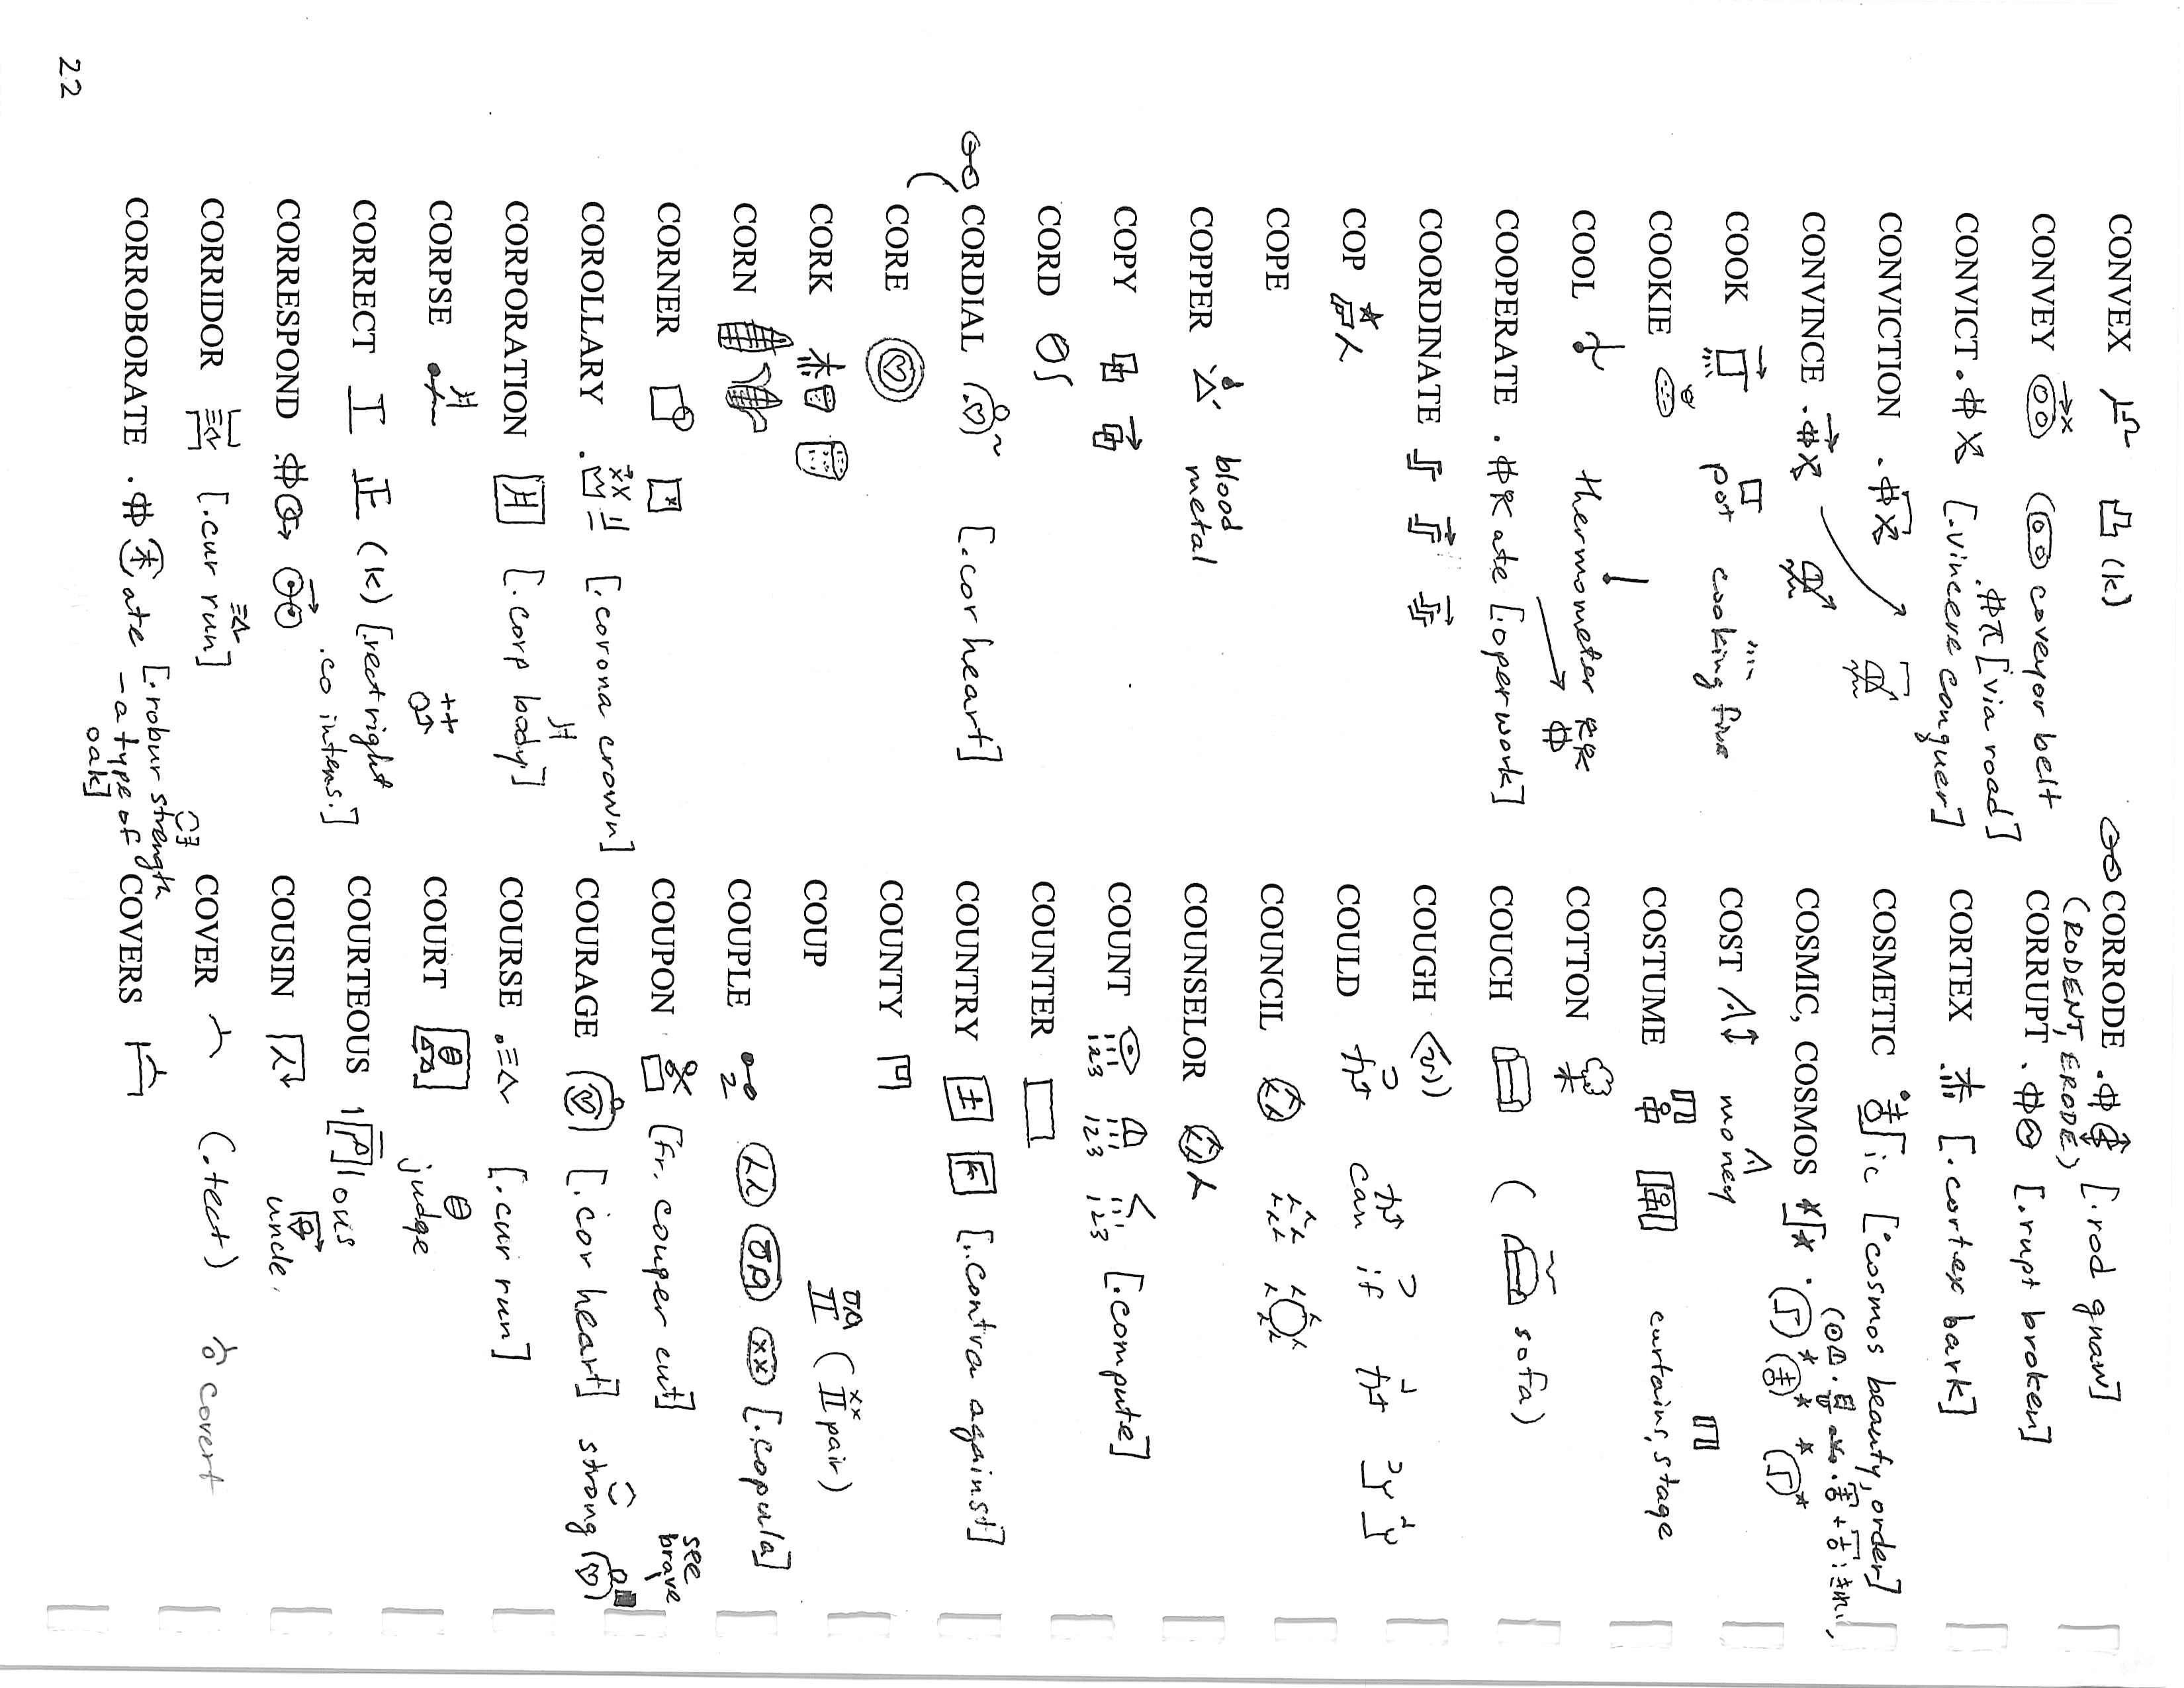 CONVEX (k)
CONVEY ( coveyor belt
.#π [via road]
CONVICT . # [.vincere conquer]
CONVICTION .
CONVINCE .
COOK pot cooking fire
COOKIE
COOL thermometer
COOPERATE . # ate [.oper work]
COORDINATE
COP
COPE
COPPER blood metal
COPY
CORD
CORDIAL [.cor heart]
CORE
CORK
CORN
CORNER
COROLLARY [.corona crown]
CORPORATION [.corp body]
CORPSE
CORRECT 正 (k) [.rect right
CORRESPOND .co intens.]
CORRIDOR [.cur run]
CORROBORATE . # ate [.robur strength
- a type of oak]
CORRODE . # [.rod gnaw]
(RODENT, ERODE)
CORRUPT . # [.rupt broken]
CORTEX [.cortex bark]
COSMETIC ic [°cosmos beauty, order]
COSMIC, COSMOS
COST money
COSTUME curtains, stage
COTTON
COUCH ( sofa)
COUGH
COULD can if
COUNCIL
COUNSELOR
COUNT 123 123 123 [.compute]
COUNTER
COUNTRY [.contra against]
COUNTY
COUP ( II pair)
COUPLE 2 [.copula]
COUPON [fr. couper cut] see brave
COURAGE [.cor heart] strong
COURSE [.cur run]
COURT judge
COURTEOUS ous
COUSIN uncle.
COVER (.tect) covert
COVERS
22